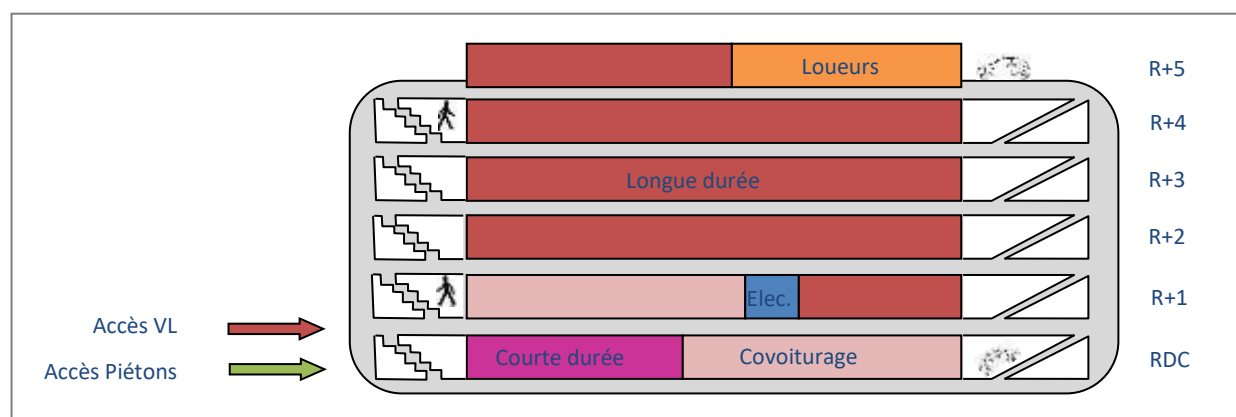 Loueurs
R+5
R+4
Longue durée
R+3
R+2
Elec.
R+1
Accès VL
Courte durée
Covoiturage
RDC
Accès Piétons